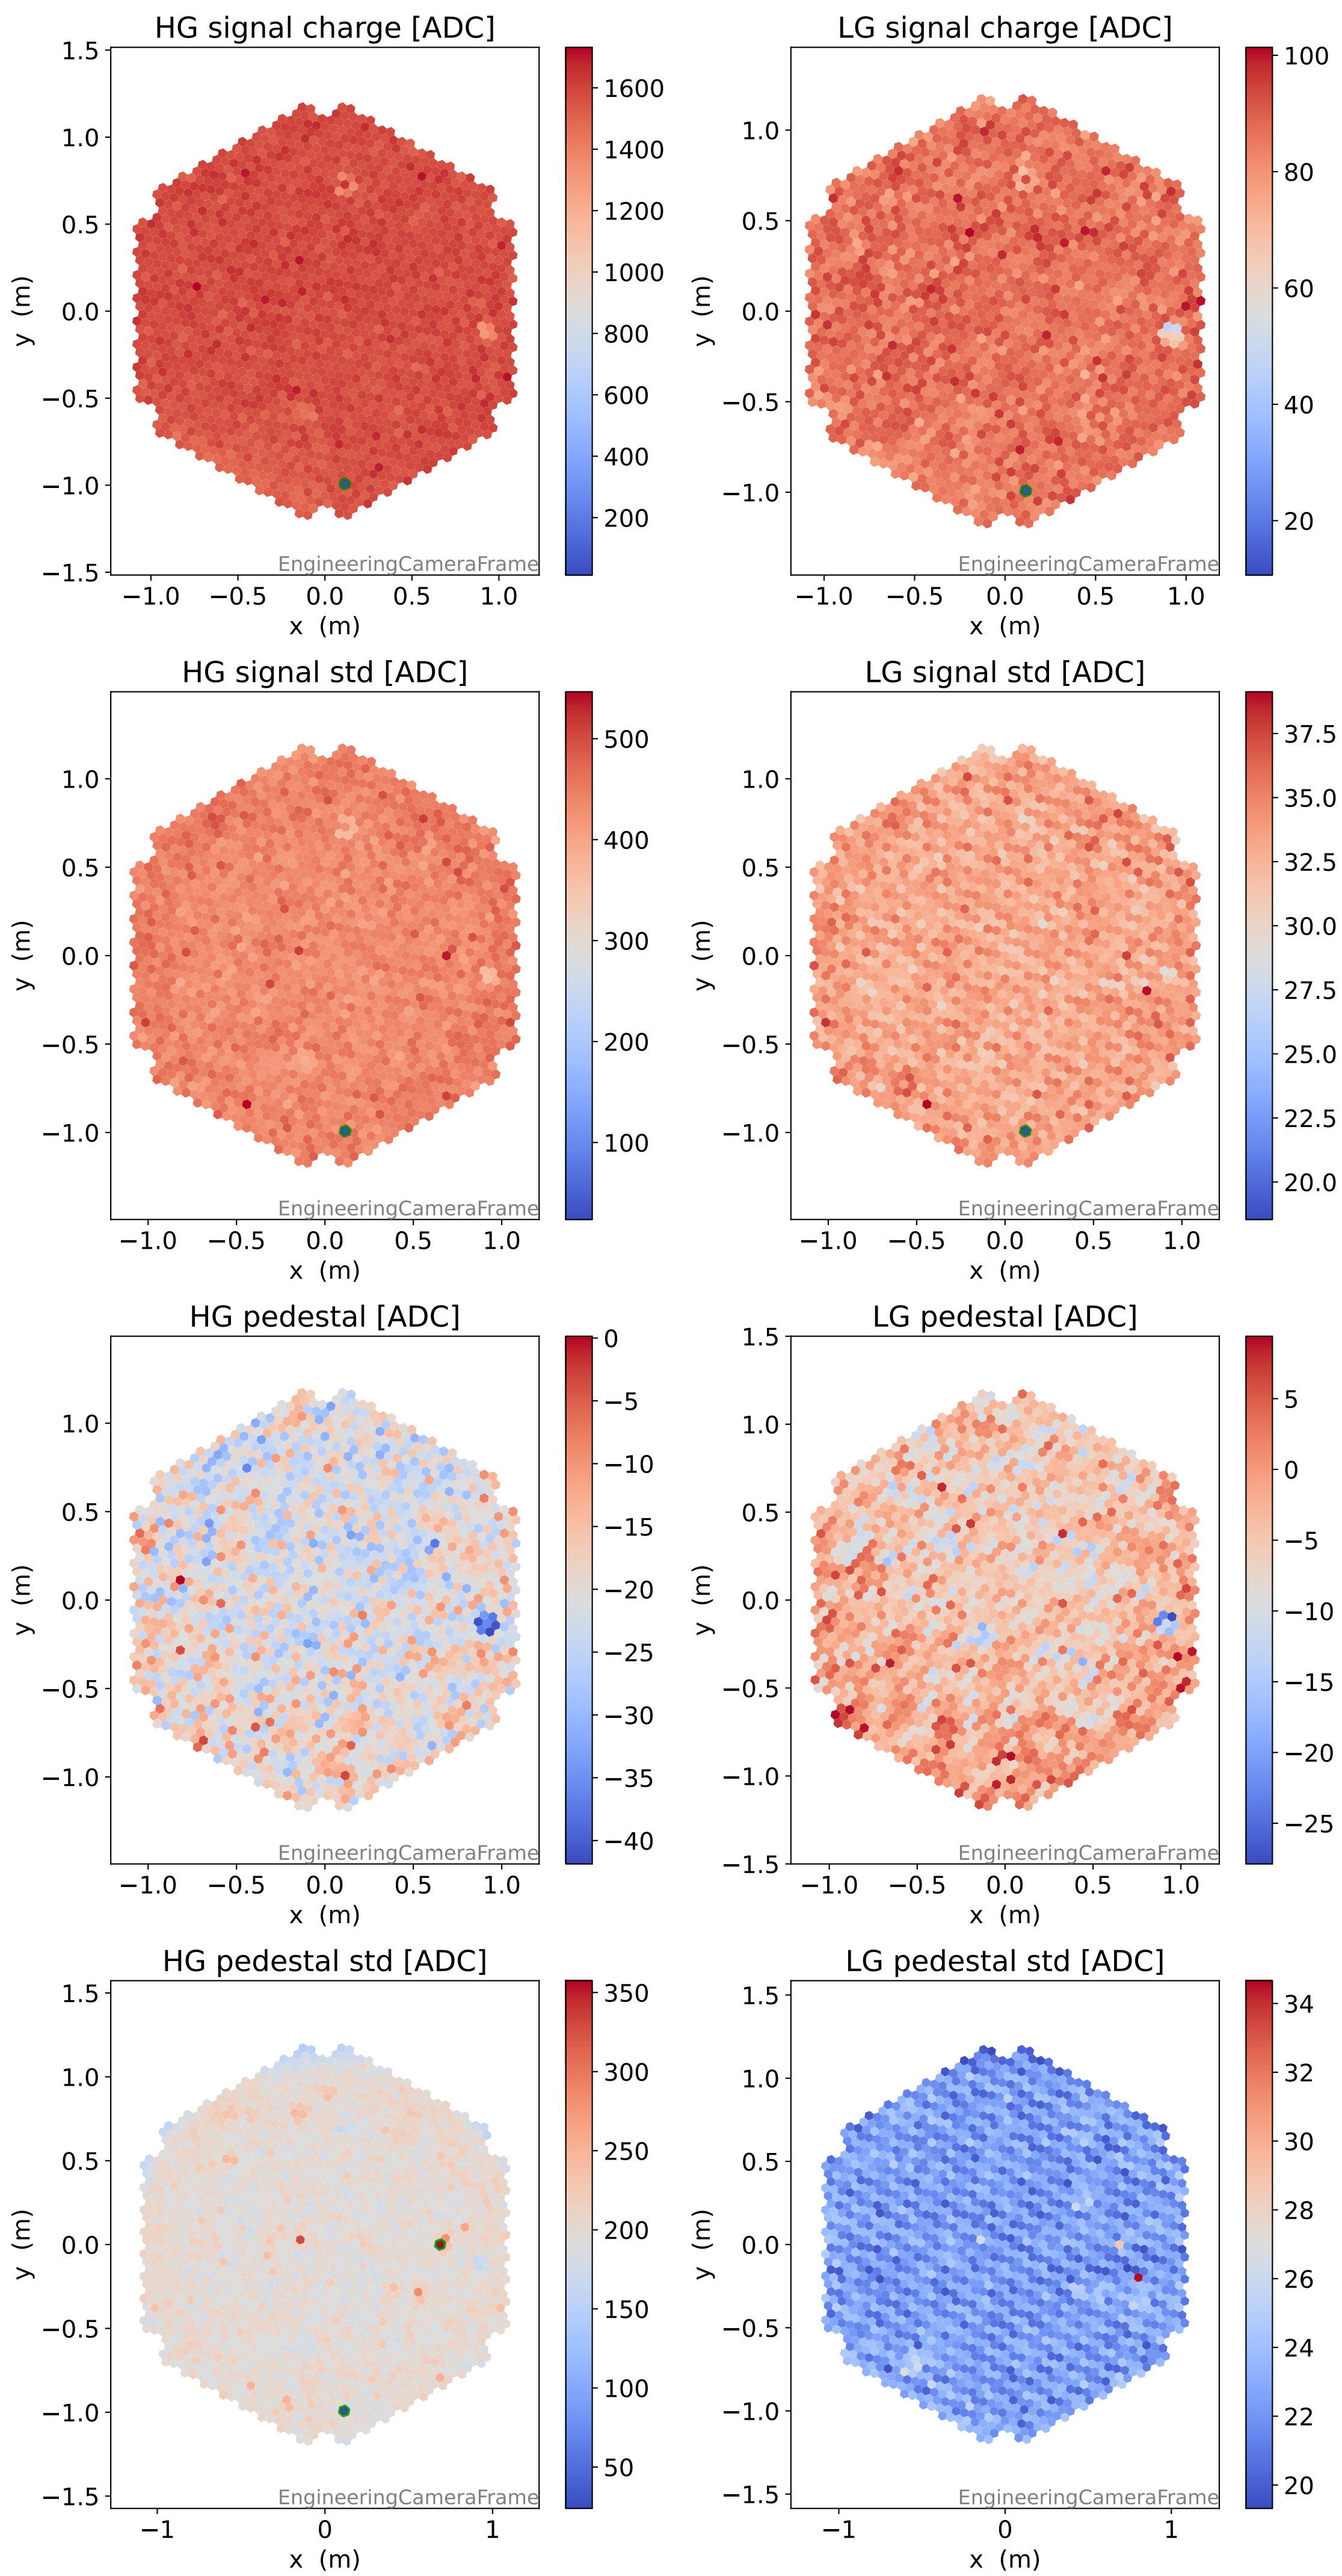 HG signal charge [ADC]
1.5
1.0
0.5
0.0
−0.5
−1.0
−1.5
y (m)
EngineeringCameraFrame
−1.0 −0.5 0.0 0.5 1.0
x (m)
1600
1400
1200
1000
800
600
400
200
LG signal charge [ADC]
1.0
0.5
0.0
−0.5
−1.0
y (m)
EngineeringCameraFrame
−1.0 −0.5 0.0 0.5 1.0
x (m)
100
80
60
40
20
HG signal std [ADC]
1.0
0.5
0.0
−0.5
−1.0
y (m)
EngineeringCameraFrame
−1.0 −0.5 0.0 0.5 1.0
x (m)
500
400
300
200
100
LG signal std [ADC]
1.0
0.5
0.0
−0.5
−1.0
y (m)
EngineeringCameraFrame
−1.0 −0.5 0.0 0.5 1.0
x (m)
37.5
35.0
32.5
30.0
27.5
25.0
22.5
20.0
HG pedestal [ADC]
1.0
0.5
0.0
−0.5
−1.0
y (m)
EngineeringCameraFrame
−1.0 −0.5 0.0 0.5 1.0
x (m)
0
−5
−10
−15
−20
−25
−30
−35
−40
LG pedestal [ADC]
1.5
1.0
0.5
0.0
−0.5
−1.0
−1.5
y (m)
EngineeringCameraFrame
−1.0 −0.5 0.0 0.5 1.0
x (m)
5
0
−5
−10
−15
−20
−25
HG pedestal std [ADC]
1.5
1.0
0.5
0.0
−0.5
−1.0
−1.5
y (m)
EngineeringCameraFrame
−1 0 1
x (m)
350
300
250
200
150
100
50
LG pedestal std [ADC]
1.5
1.0
0.5
0.0
−0.5
−1.0
−1.5
y (m)
EngineeringCameraFrame
−1 0 1
x (m)
34
32
30
28
26
24
22
20